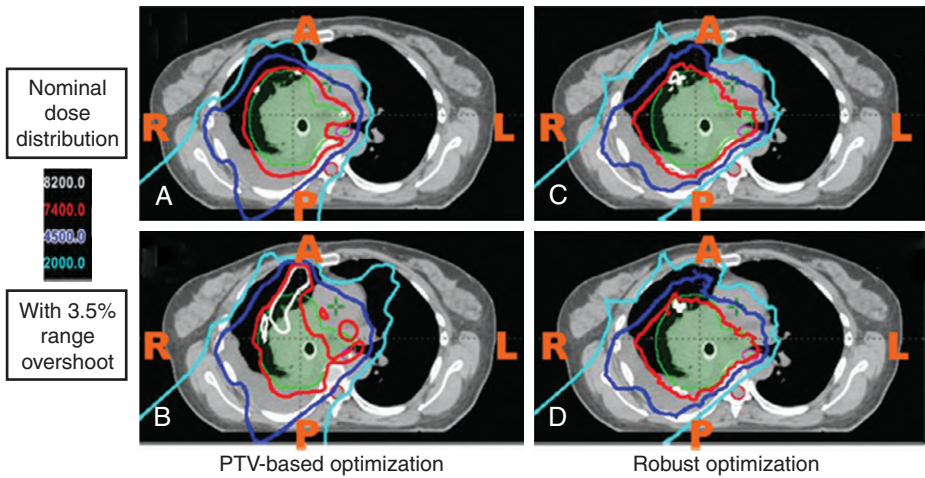 Nominal
dose
distribution
8200.0
7400.0
4500.0
2000.0
With 3.5%
range
overshoot
A
R
A
P
A
C
L
P
A
R
B
P
A
L
D
P
PTV-based optimization
Robust optimization